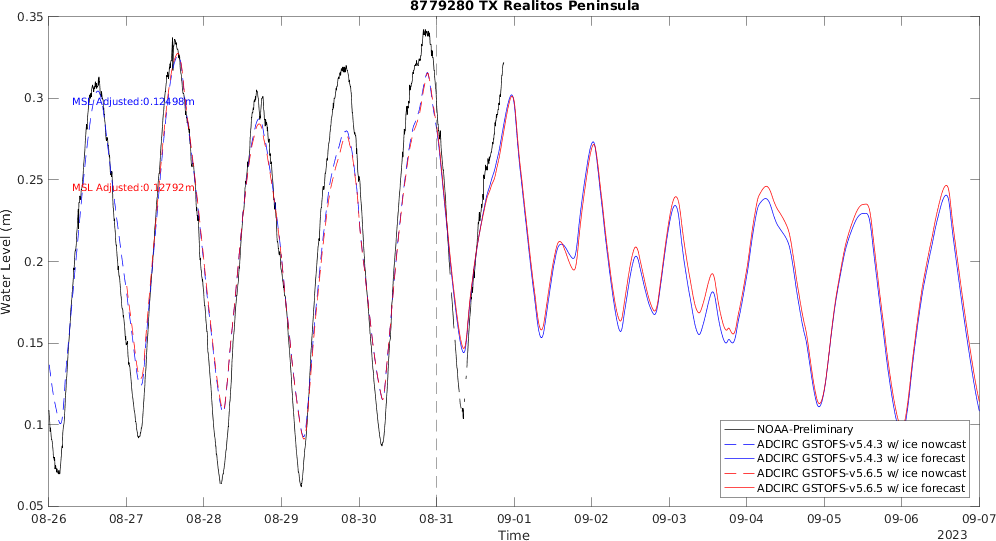 8779280 TX Realitos Peninsula
0.35
0.3
0.25
0.2
0.15
0.1
0.05
Water Level (m)
MSL Adjusted:0.12498m
MSL Adjusted:0.12792m
NOAA-Preliminary
ADCIRC GSTOFS-v5.4.3 w/ ice nowcast
ADCIRC GSTOFS-v5.4.3 w/ ice forecast
ADCIRC GSTOFS-v5.6.5 w/ ice nowcast
ADCIRC GSTOFS-v5.6.5 w/ ice forecast
08-26 08-27 08-28 08-29 08-30 08-31 09-01 09-02 09-03 09-04 09-05 09-06 09-07
Time
2023